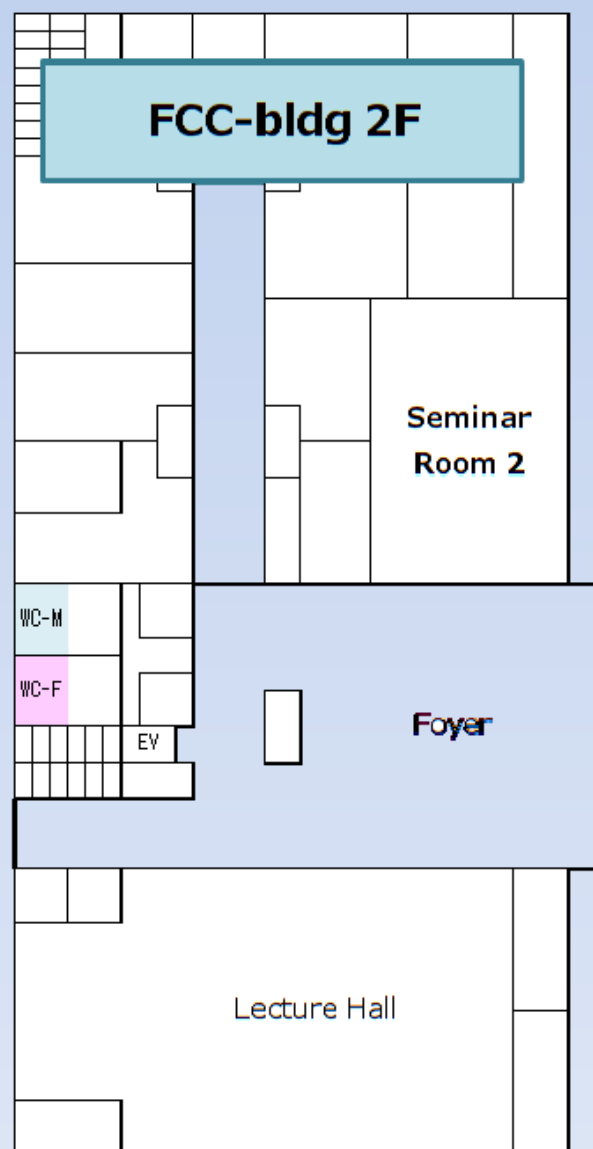 FCC-bldg 2F
Seminar
Room 2
WC-M
WC-F
EV
Foyer
Lecture Hall